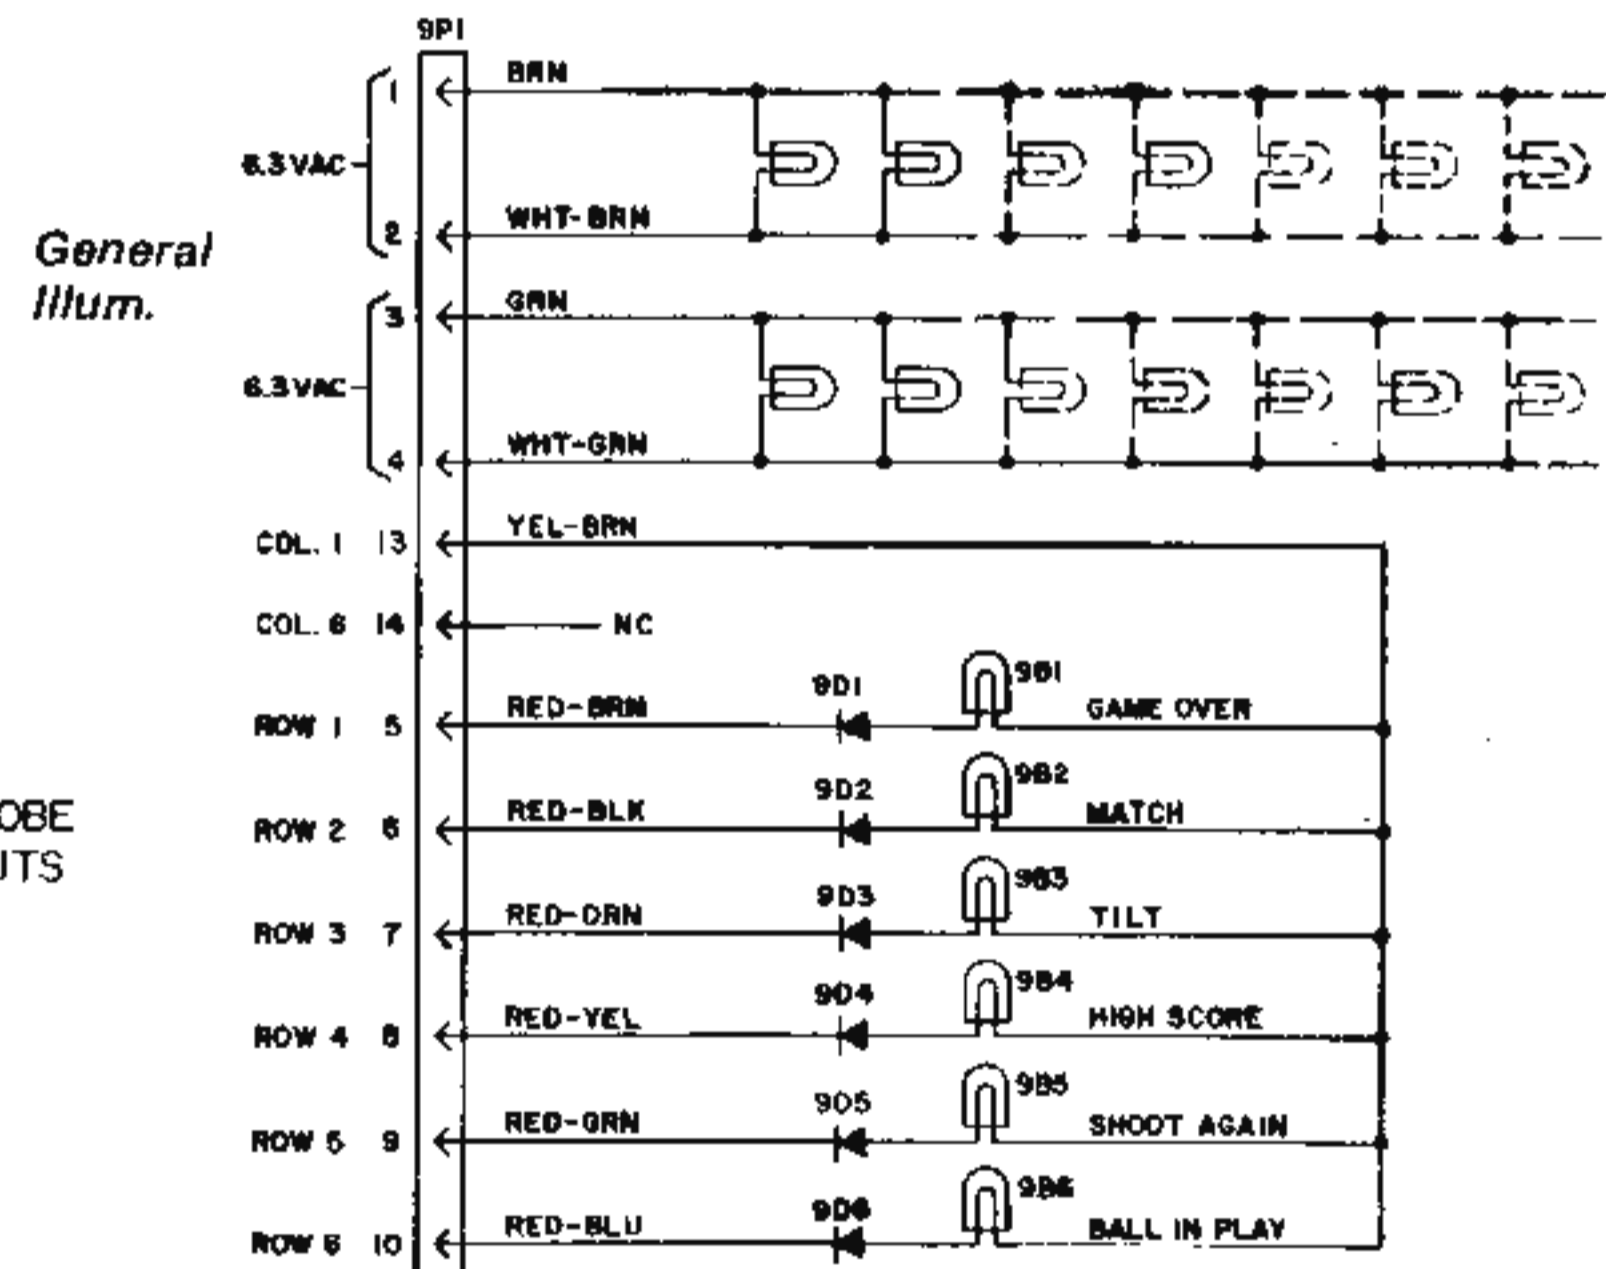 9P1
BRN
1
6.3 VAC
WHT-BRN
2
General
Illum.
GRN
3
6.3 VAC
WHT-GRN
4
YEL-BRN
COL. 1 13
COL. 6 14 NC
9D1 9B1
RED-BRN GAME OVER
ROW 1 5
9D2 9B2
RED-BLK MATCH
OBE
ROW 2 6
UTS
9D3 9B3
RED-ORN TILT
ROW 3 7
9D4 9B4
RED-YEL HIGH SCORE
ROW 4 8
9D5 9B5
RED-GRN SHOOT AGAIN
ROW 5 9
9D6 9B6
RED-BLU BALL IN PLAY
ROW 6 10